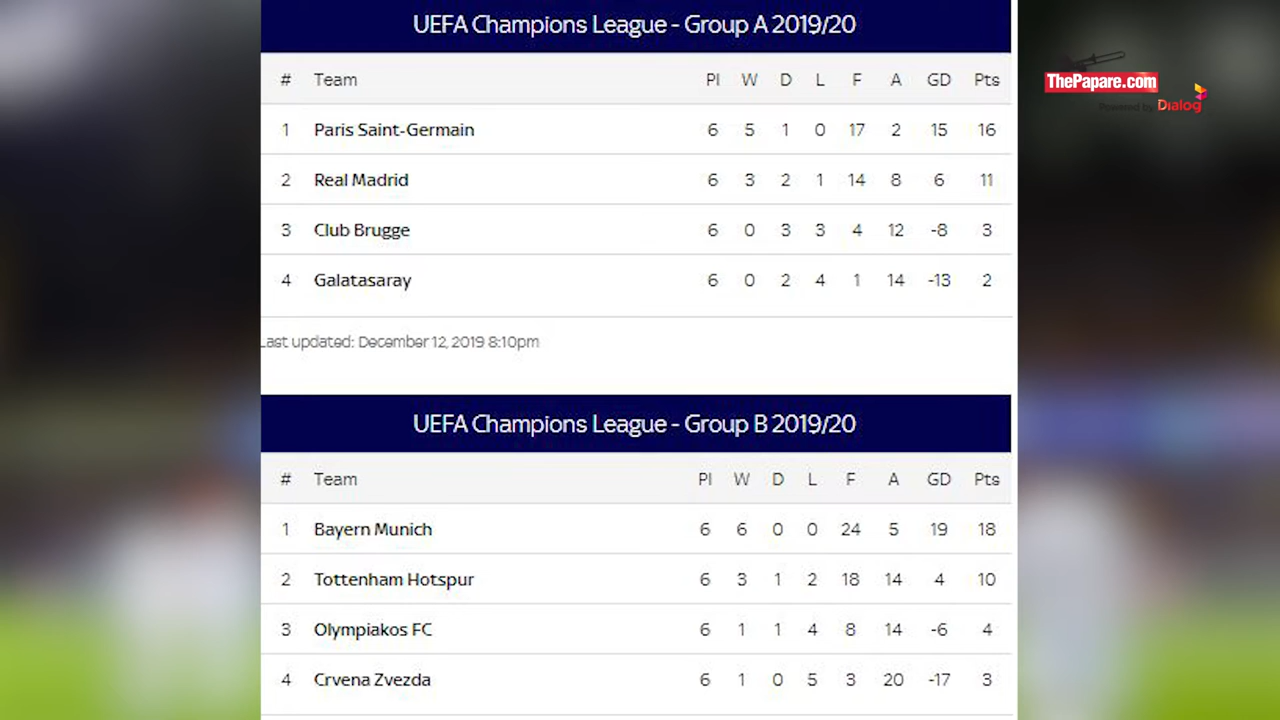 UEFA Champions League - Group A 2019/20
# Team Pl W D L F A GD Pts
1 Paris Saint-Germain 6 5 1 0 17 2 15 16
2 Real Madrid 6 3 2 1 14 8 6 11
3 Club Brugge 6 0 3 3 4 12 -8 3
4 Galatasaray 6 0 2 4 1 14 -13 2
Last updated: December 12, 2019 8:10pm
UEFA Champions League - Group B 2019/20
# Team Pl W D L F A GD Pts
1 Bayern Munich 6 6 0 0 24 5 19 18
2 Tottenham Hotspur 6 3 1 2 18 14 4 10
3 Olympiakos FC 6 1 1 4 8 14 -6 4
4 Crvena Zvezda 6 1 0 5 3 20 -17 3
ThePapare.com
Powered by Dialog